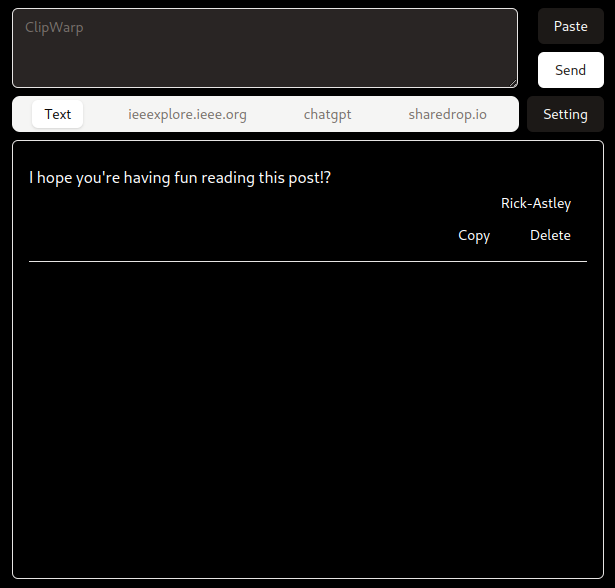 ClipWarp
Paste
Send
Text ieeexplore.ieee.org chatgpt sharedrop.io
Setting
I hope you're having fun reading this post!?
Rick-Astley
Copy Delete